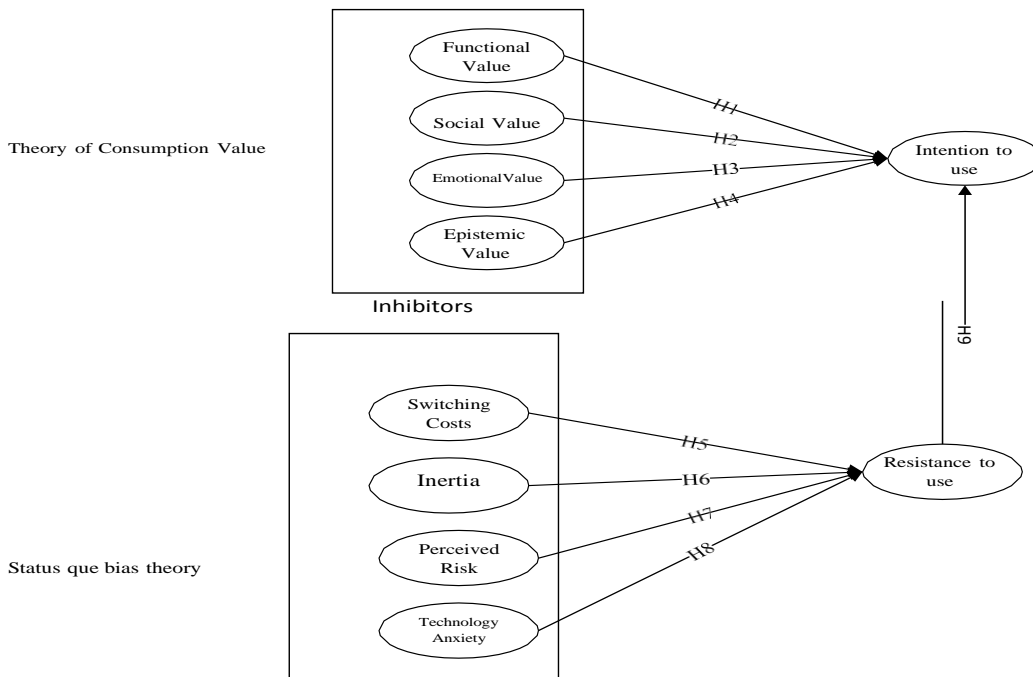 Functional
Value
H1
Social Value
H2
Theory of Consumption Value
Intention to
use
H3
EmotionalValue
H4
Epistemic
Value
Inhibitors
H9
Switching
Costs
H5
Resistance to
use
Inertia
H6
H7
Perceived
Risk
H8
Status que bias theory
Technology
Anxiety